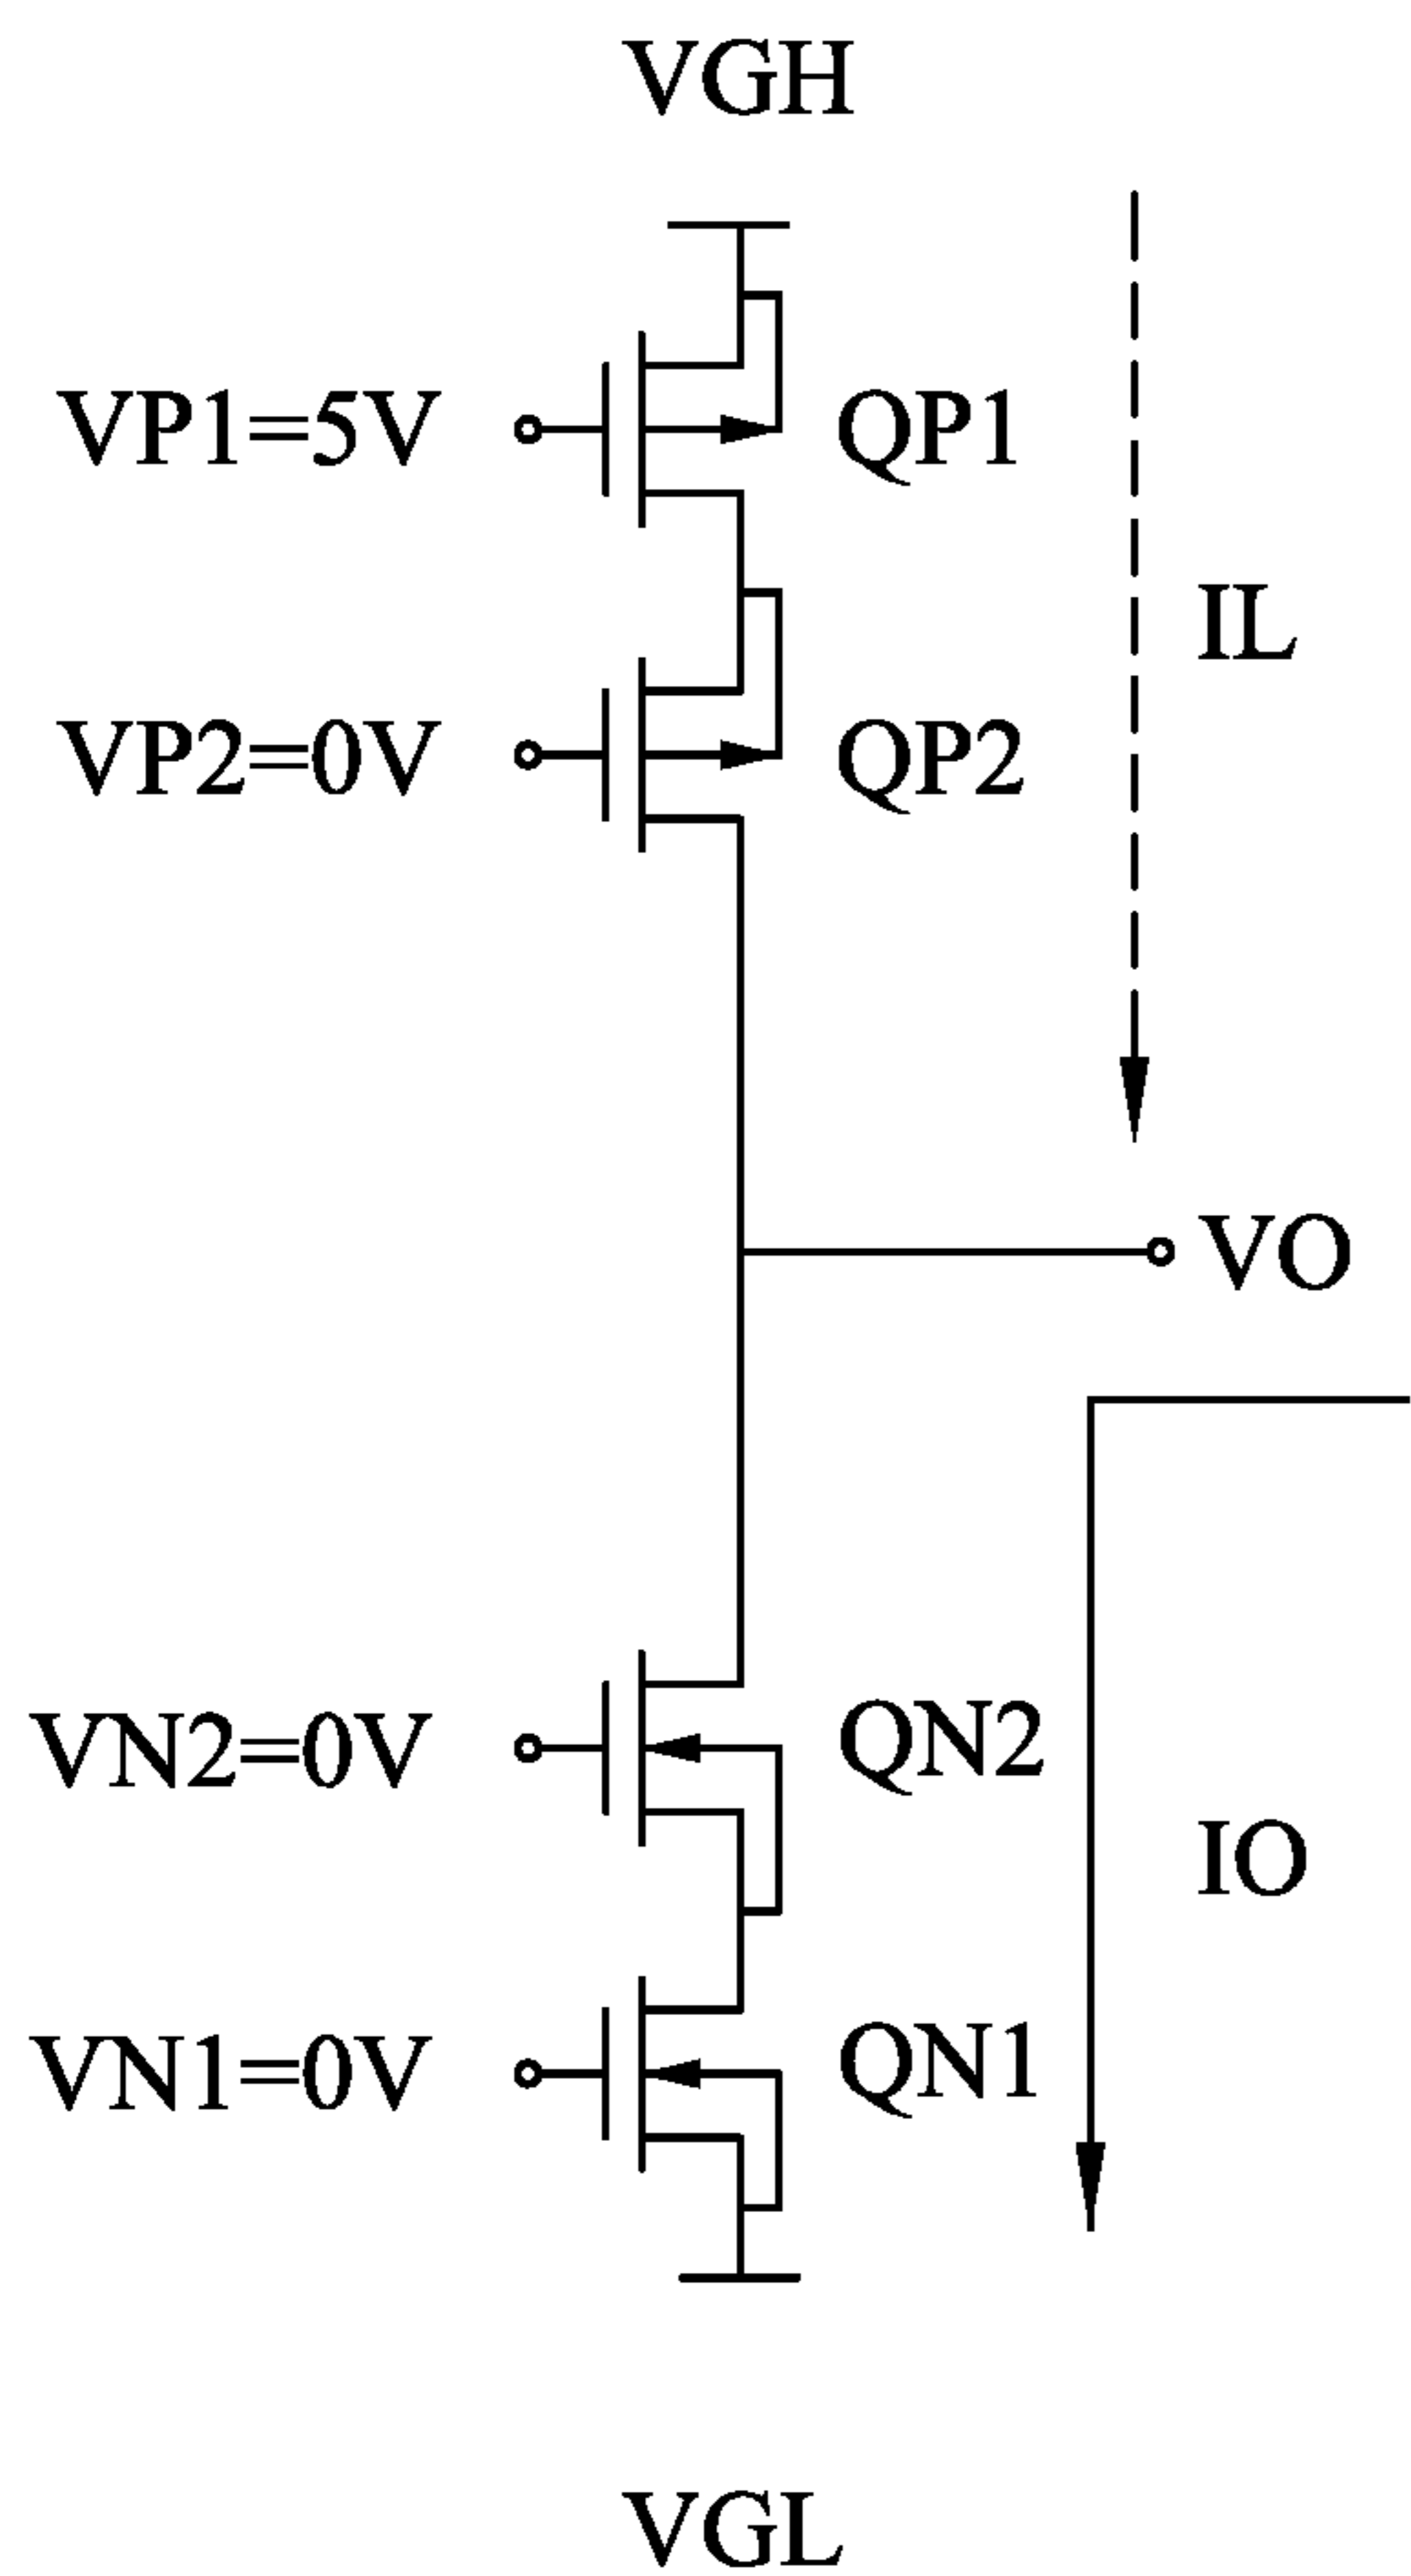 VGH
VP1=5V
QP1
IL
VP2=0V
QP2
VO
VN2=0V
QN2
IO
VN1=0V
QN1
VGL